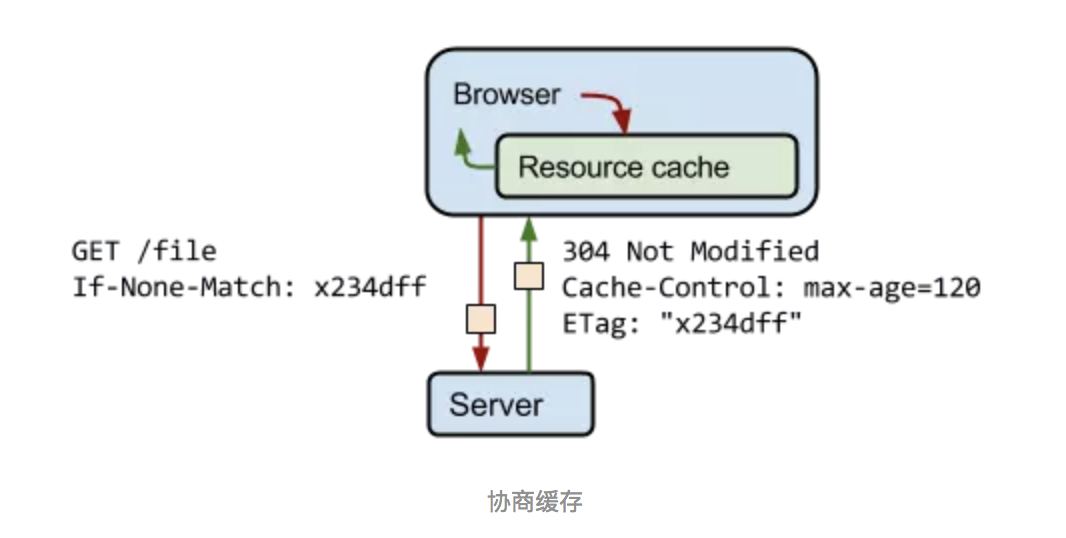 Browser
Resource cache
GET /file
If-None-Match: x234dff
304 Not Modified
Cache-Control: max-age=120
ETag: "x234dff"
Server
协商缓存